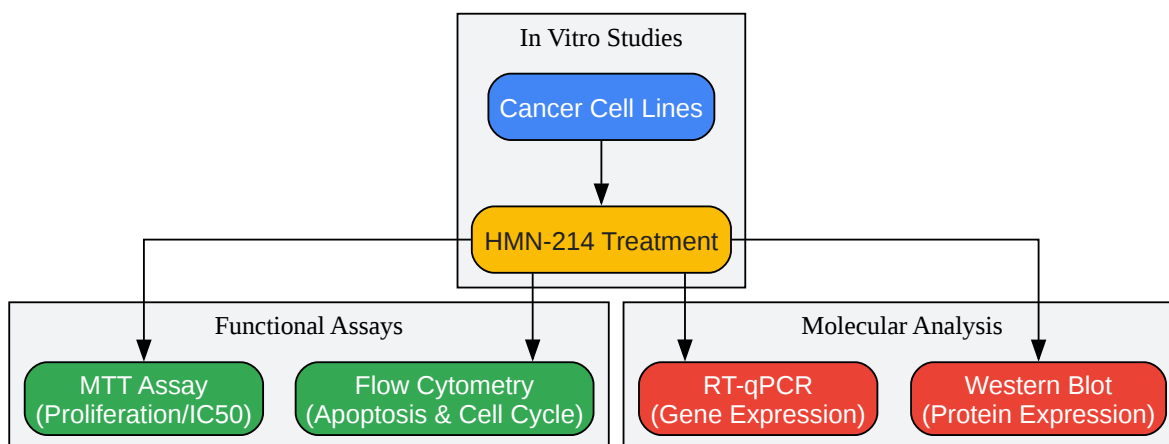 In Vitro Studies
Cancer Cell Lines
HMN-214 Treatment
Functional Assays
MTT Assay
(Proliferation/IC50)
Flow Cytometry
(Apoptosis & Cell Cycle)
Molecular Analysis
RT-qPCR
(Gene Expression)
Western Blot
(Protein Expression)